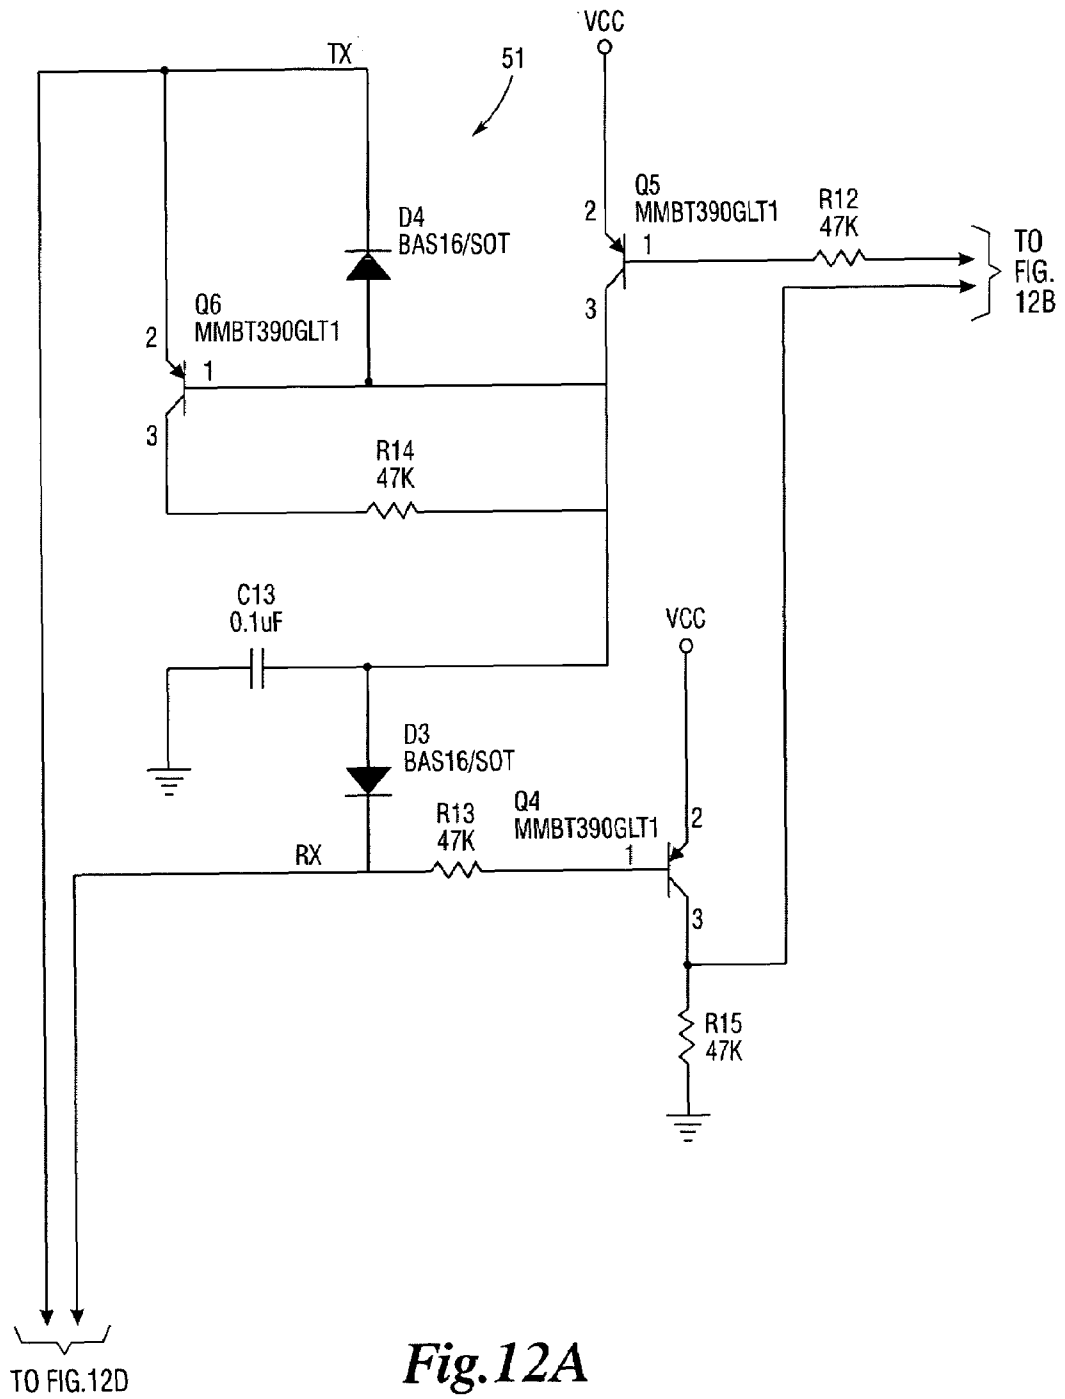 VCC
TX
51
Q5
MMBT390GLT1
2
1
3
R12
47K
TO
FIG.
12B
D4
BAS16/SOT
Q6
MMBT390GLT1
2
1
3
R14
47K
C13
0.1uF
VCC
D3
BAS16/SOT
R13
47K
Q4
MMBT390GLT1
2
1
3
RX
R15
47K
TO FIG.12D
Fig.12A